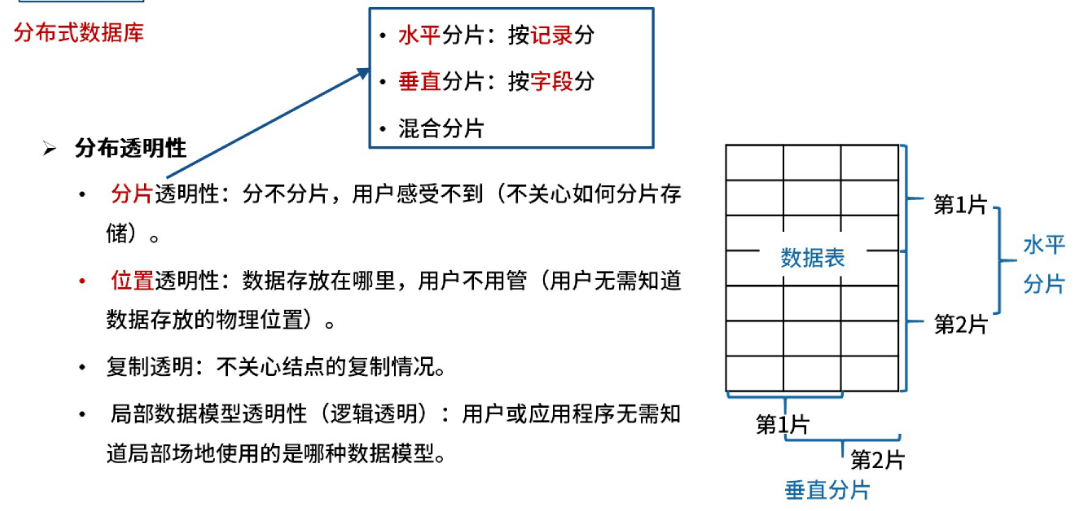 分布式数据库
• 水平分片：按记录分
• 垂直分片：按字段分
• 混合分片
➢ 分布透明性
• 分片透明性：分不分片，用户感受不到（不关心如何分片存
储）。
• 位置透明性：数据存放在哪里，用户不用管（用户无需知道
数据存放的物理位置）。
• 复制透明：不关心结点的复制情况。
• 局部数据模型透明性（逻辑透明）：用户或应用程序无需知
道局部场地使用的是哪种数据模型。
数据表
第1片
第2片
水平
分片
第1片
第2片
垂直分片